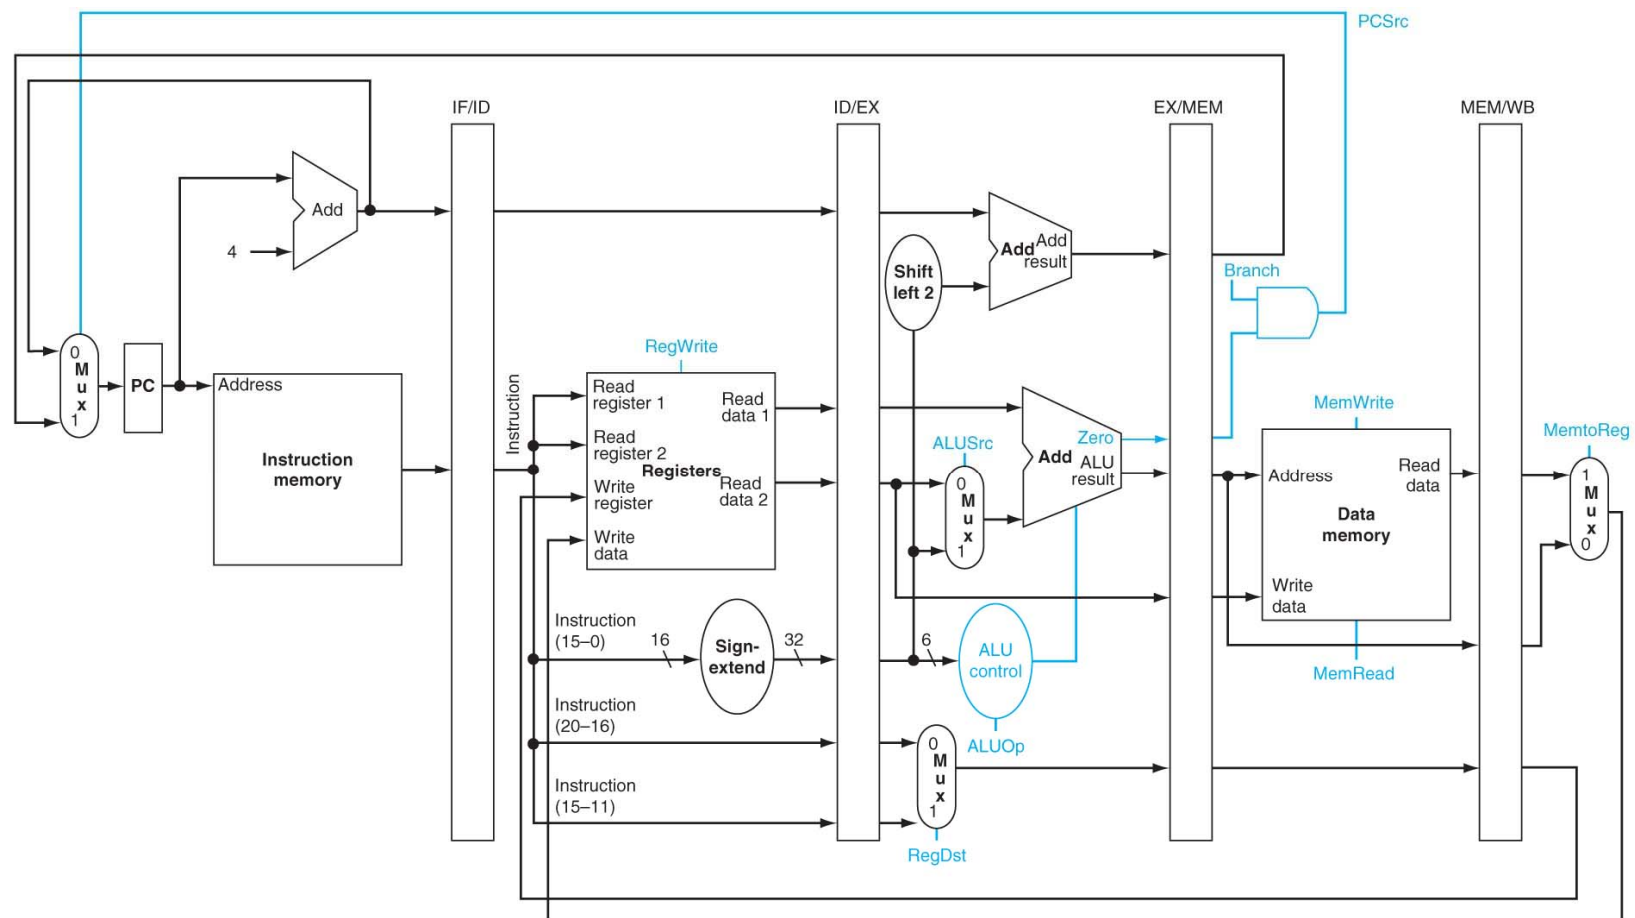 PCSrc
IF/ID
ID/EX
EX/MEM
MEM/WB
Add
4
Shift
left 2
Add
Add
result
Branch
0
M
u
x
1
PC
Address
Instruction
memory
Instruction
RegWrite
Read
register 1
Read
register 2
Registers
Write
register
Write
data
Read
data 1
Read
data 2
ALUSrc
0
M
u
x
1
Add
Zero
ALU
result
MemWrite
Address
Read
data
Data
memory
Write
data
MemRead
MemtoReg
1
M
u
x
0
Instruction
(15–0)
16
Sign-
extend
32
6
ALU
control
ALUOp
Instruction
(20–16)
Instruction
(15–11)
0
M
u
x
1
RegDst